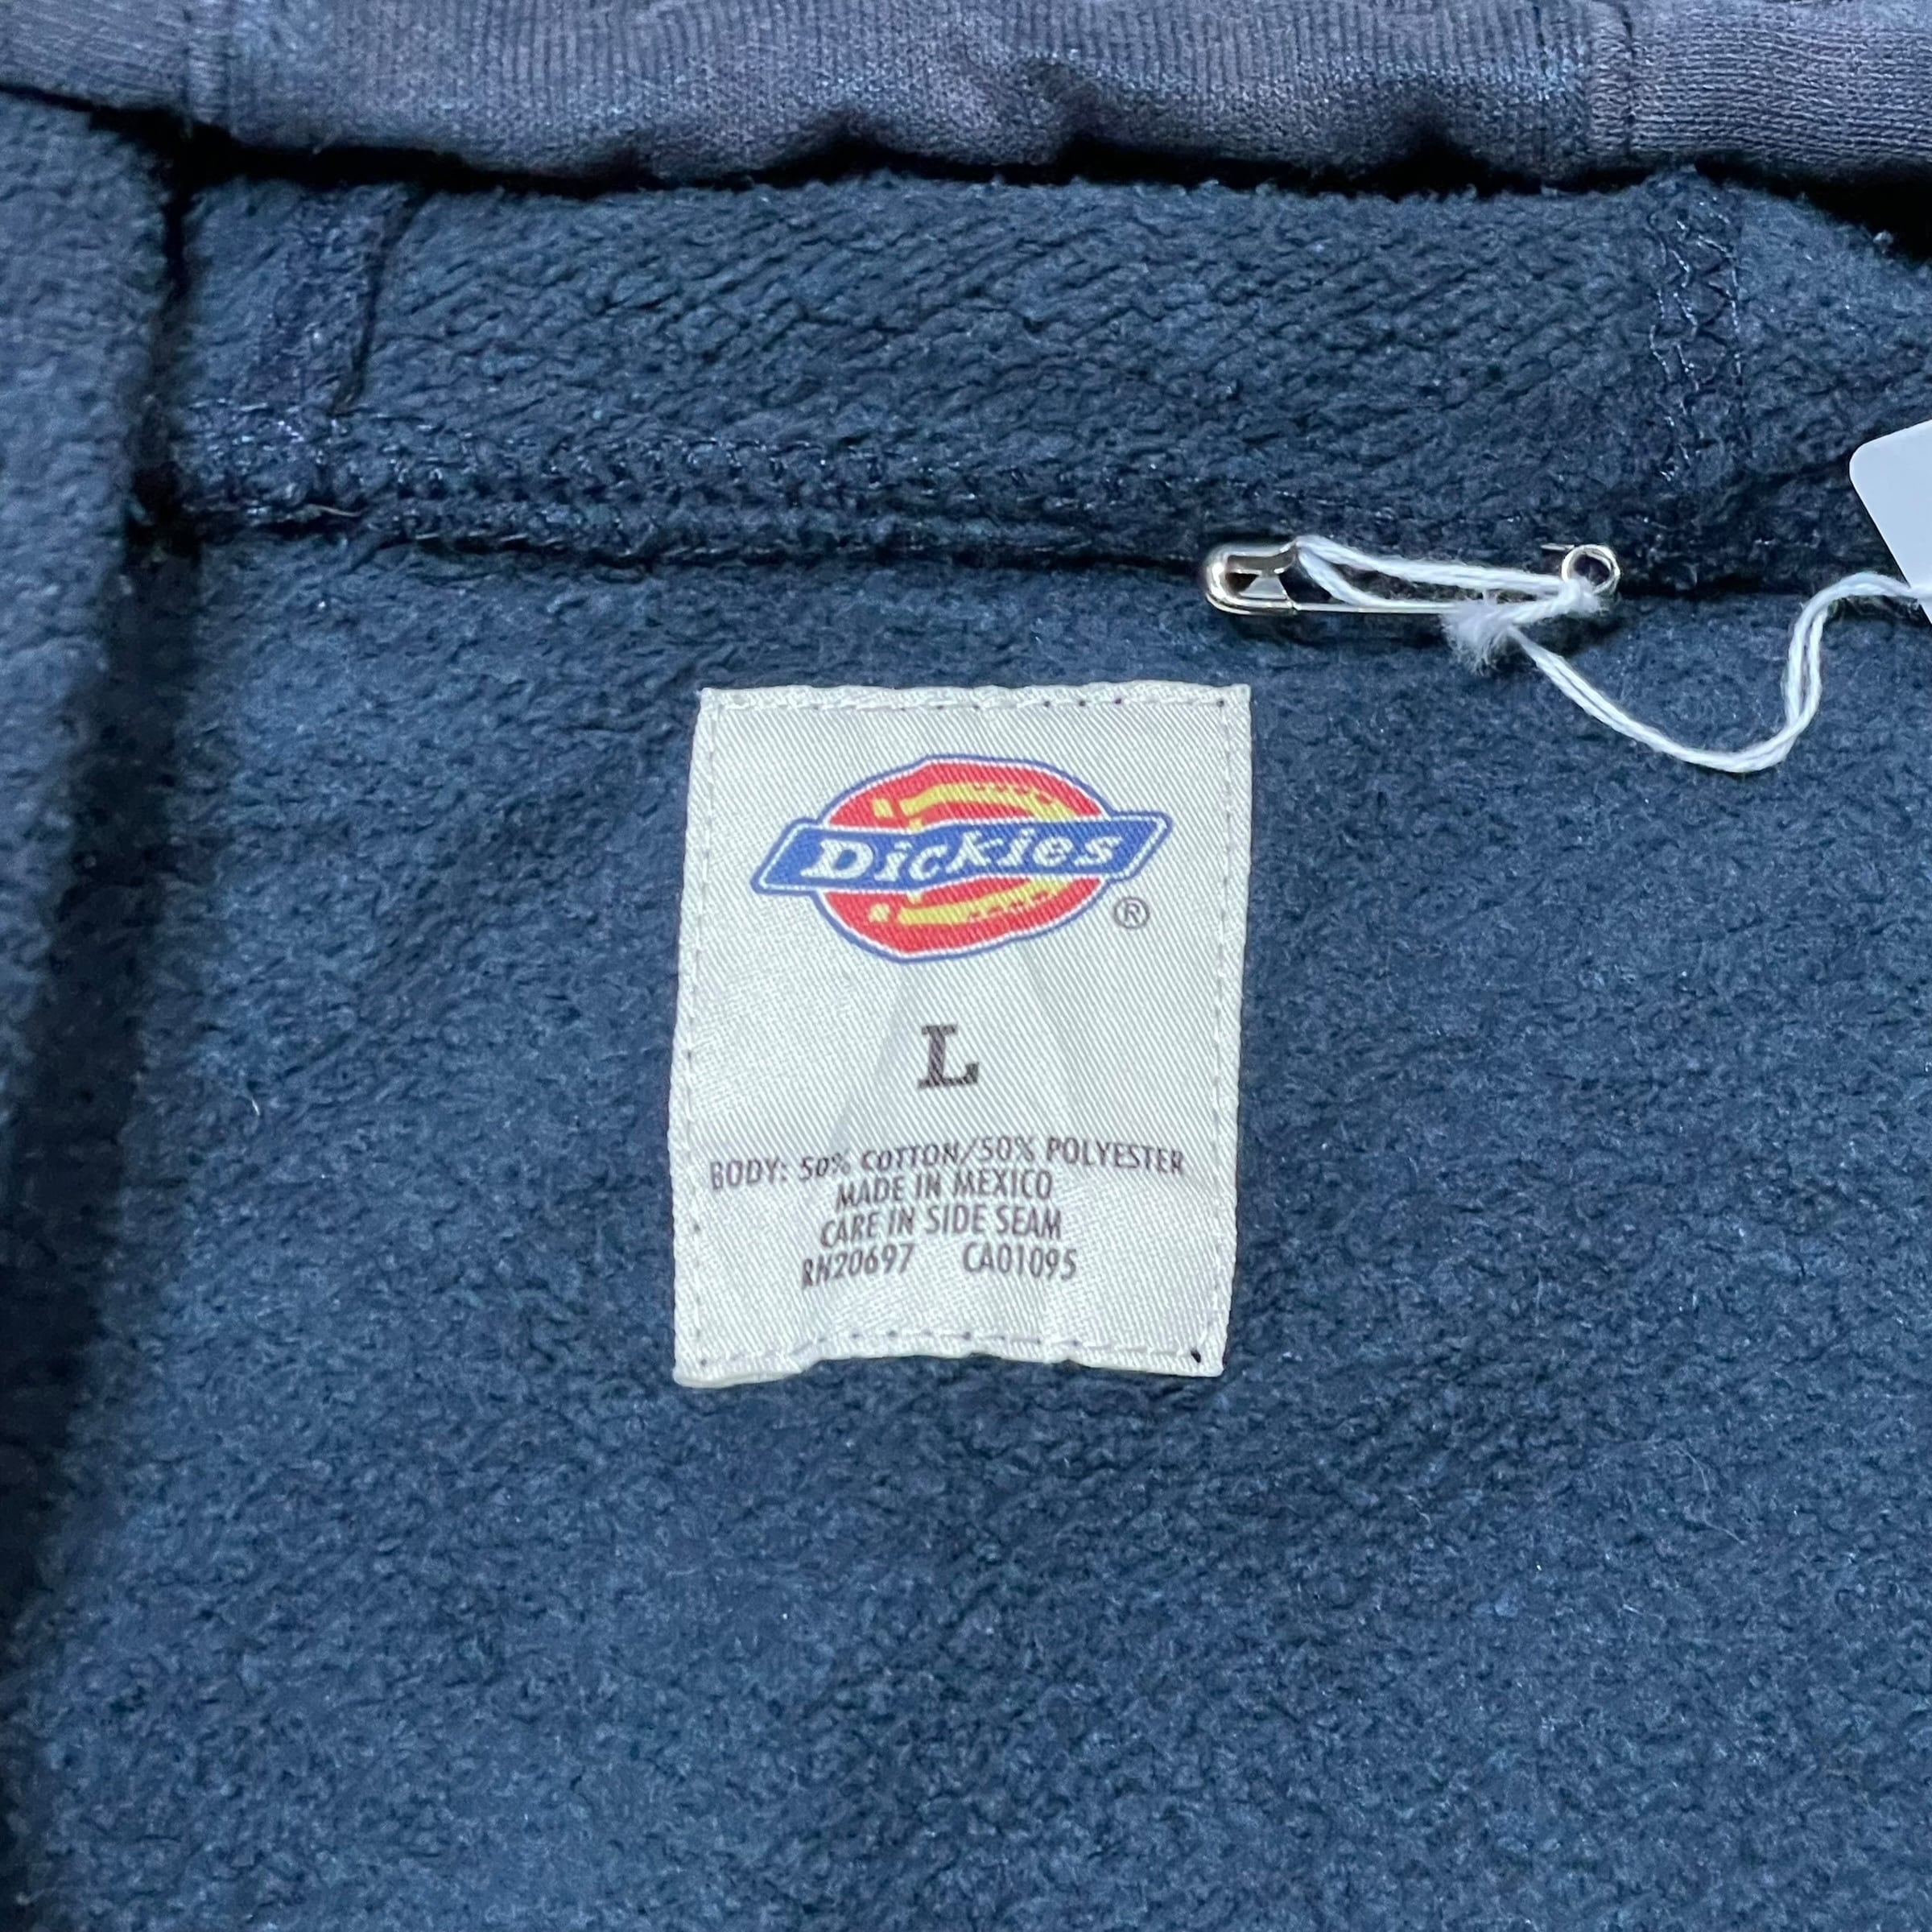 Dickies
®
L
BODY: 50% COTTON/50% POLYESTER
MADE IN MEXICO
CARE IN SIDE SEAM
RN20697 CA01095